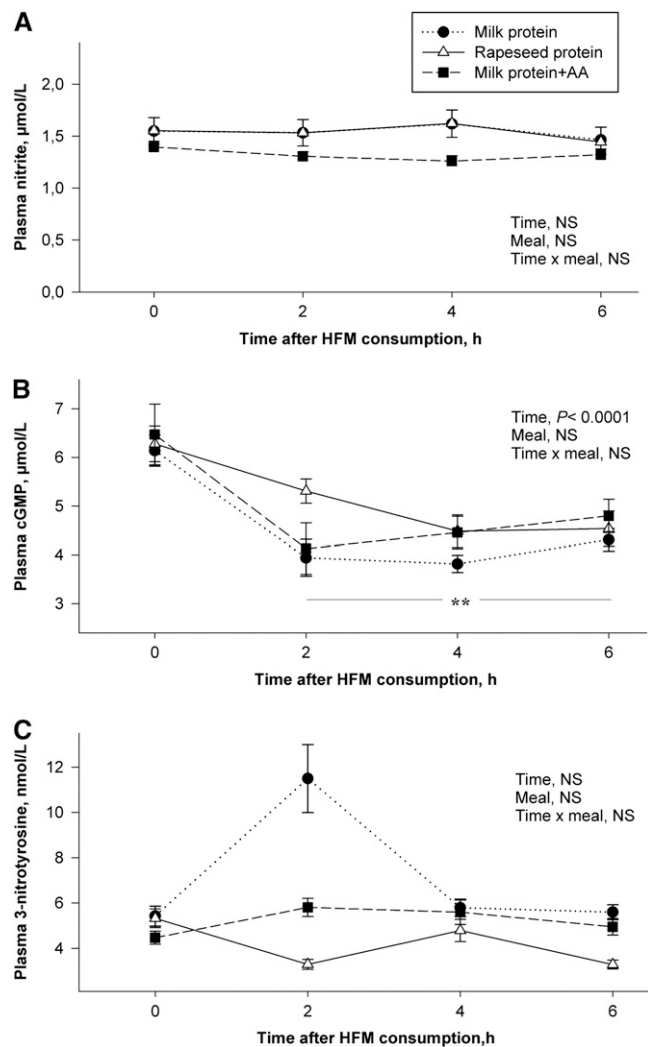 A
Milk protein
Rapeseed protein
Milk protein+AA
Plasma nitrite, µmol/L
2,0
1,5
1,0
0,5
0,0
Time, NS
Meal, NS
Time x meal, NS
0 2 4 6
Time after HFM consumption, h
B
Plasma cGMP, µmol/L
7
6
5
4
3
Time, P< 0.0001
Meal, NS
Time x meal, NS
**
0 2 4 6
Time after HFM consumption, h
C
Plasma 3-nitrotyrosine, nmol/L
12
10
8
6
4
Time, NS
Meal, NS
Time x meal, NS
0 2 4 6
Time after HFM consumption,h